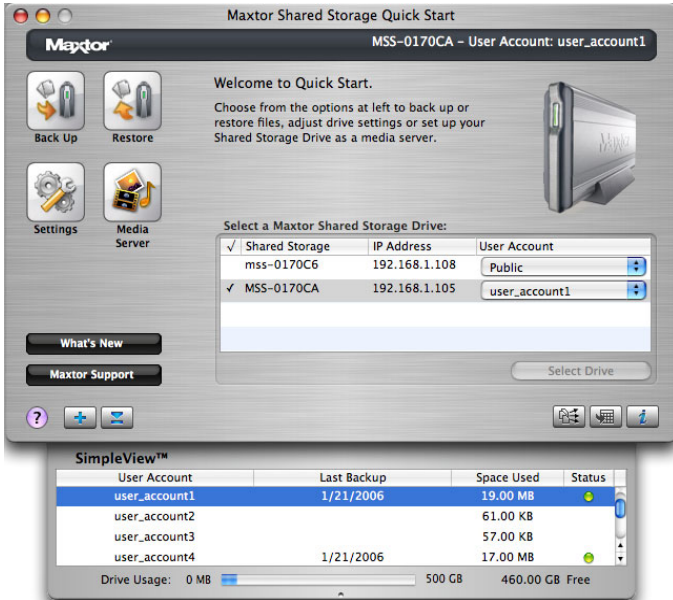 Maxtor Shared Storage Quick Start
Maxtor
MSS-0170CA – User Account: user_account1
Back Up
Restore
Settings
Media
Server
Welcome to Quick Start.
Choose from the options at left to back up or
restore files, adjust drive settings or set up your
Shared Storage Drive as a media server.
Maxtor
Select a Maxtor Shared Storage Drive:
√ Shared Storage IP Address User Account
mss-0170C6 192.168.1.108 Public
✓ MSS-0170CA 192.168.1.105 user_account1
What's New
Maxtor Support
Select Drive
?
i
SimpleView™
User Account Last Backup Space Used Status
user_account1 1/21/2006 19.00 MB
user_account2 61.00 KB
user_account3 57.00 KB
user_account4 1/21/2006 17.00 MB
Drive Usage: 0 MB 500 GB 460.00 GB Free